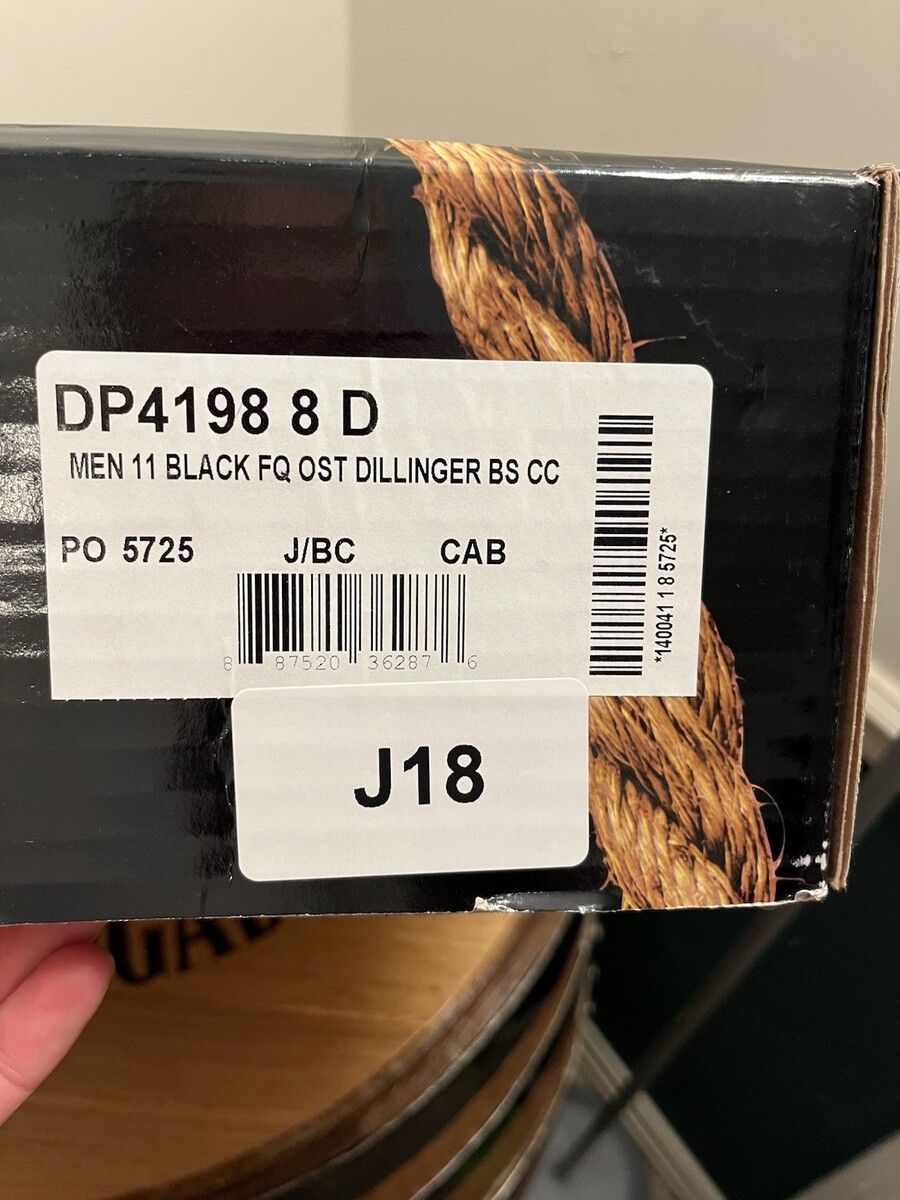 DP4198 8 D
MEN 11 BLACK FQ OST DILLINGER BS CC
PO 5725 J/BC CAB
8 87520 36287 6
*140041 1 8 5725*
J18